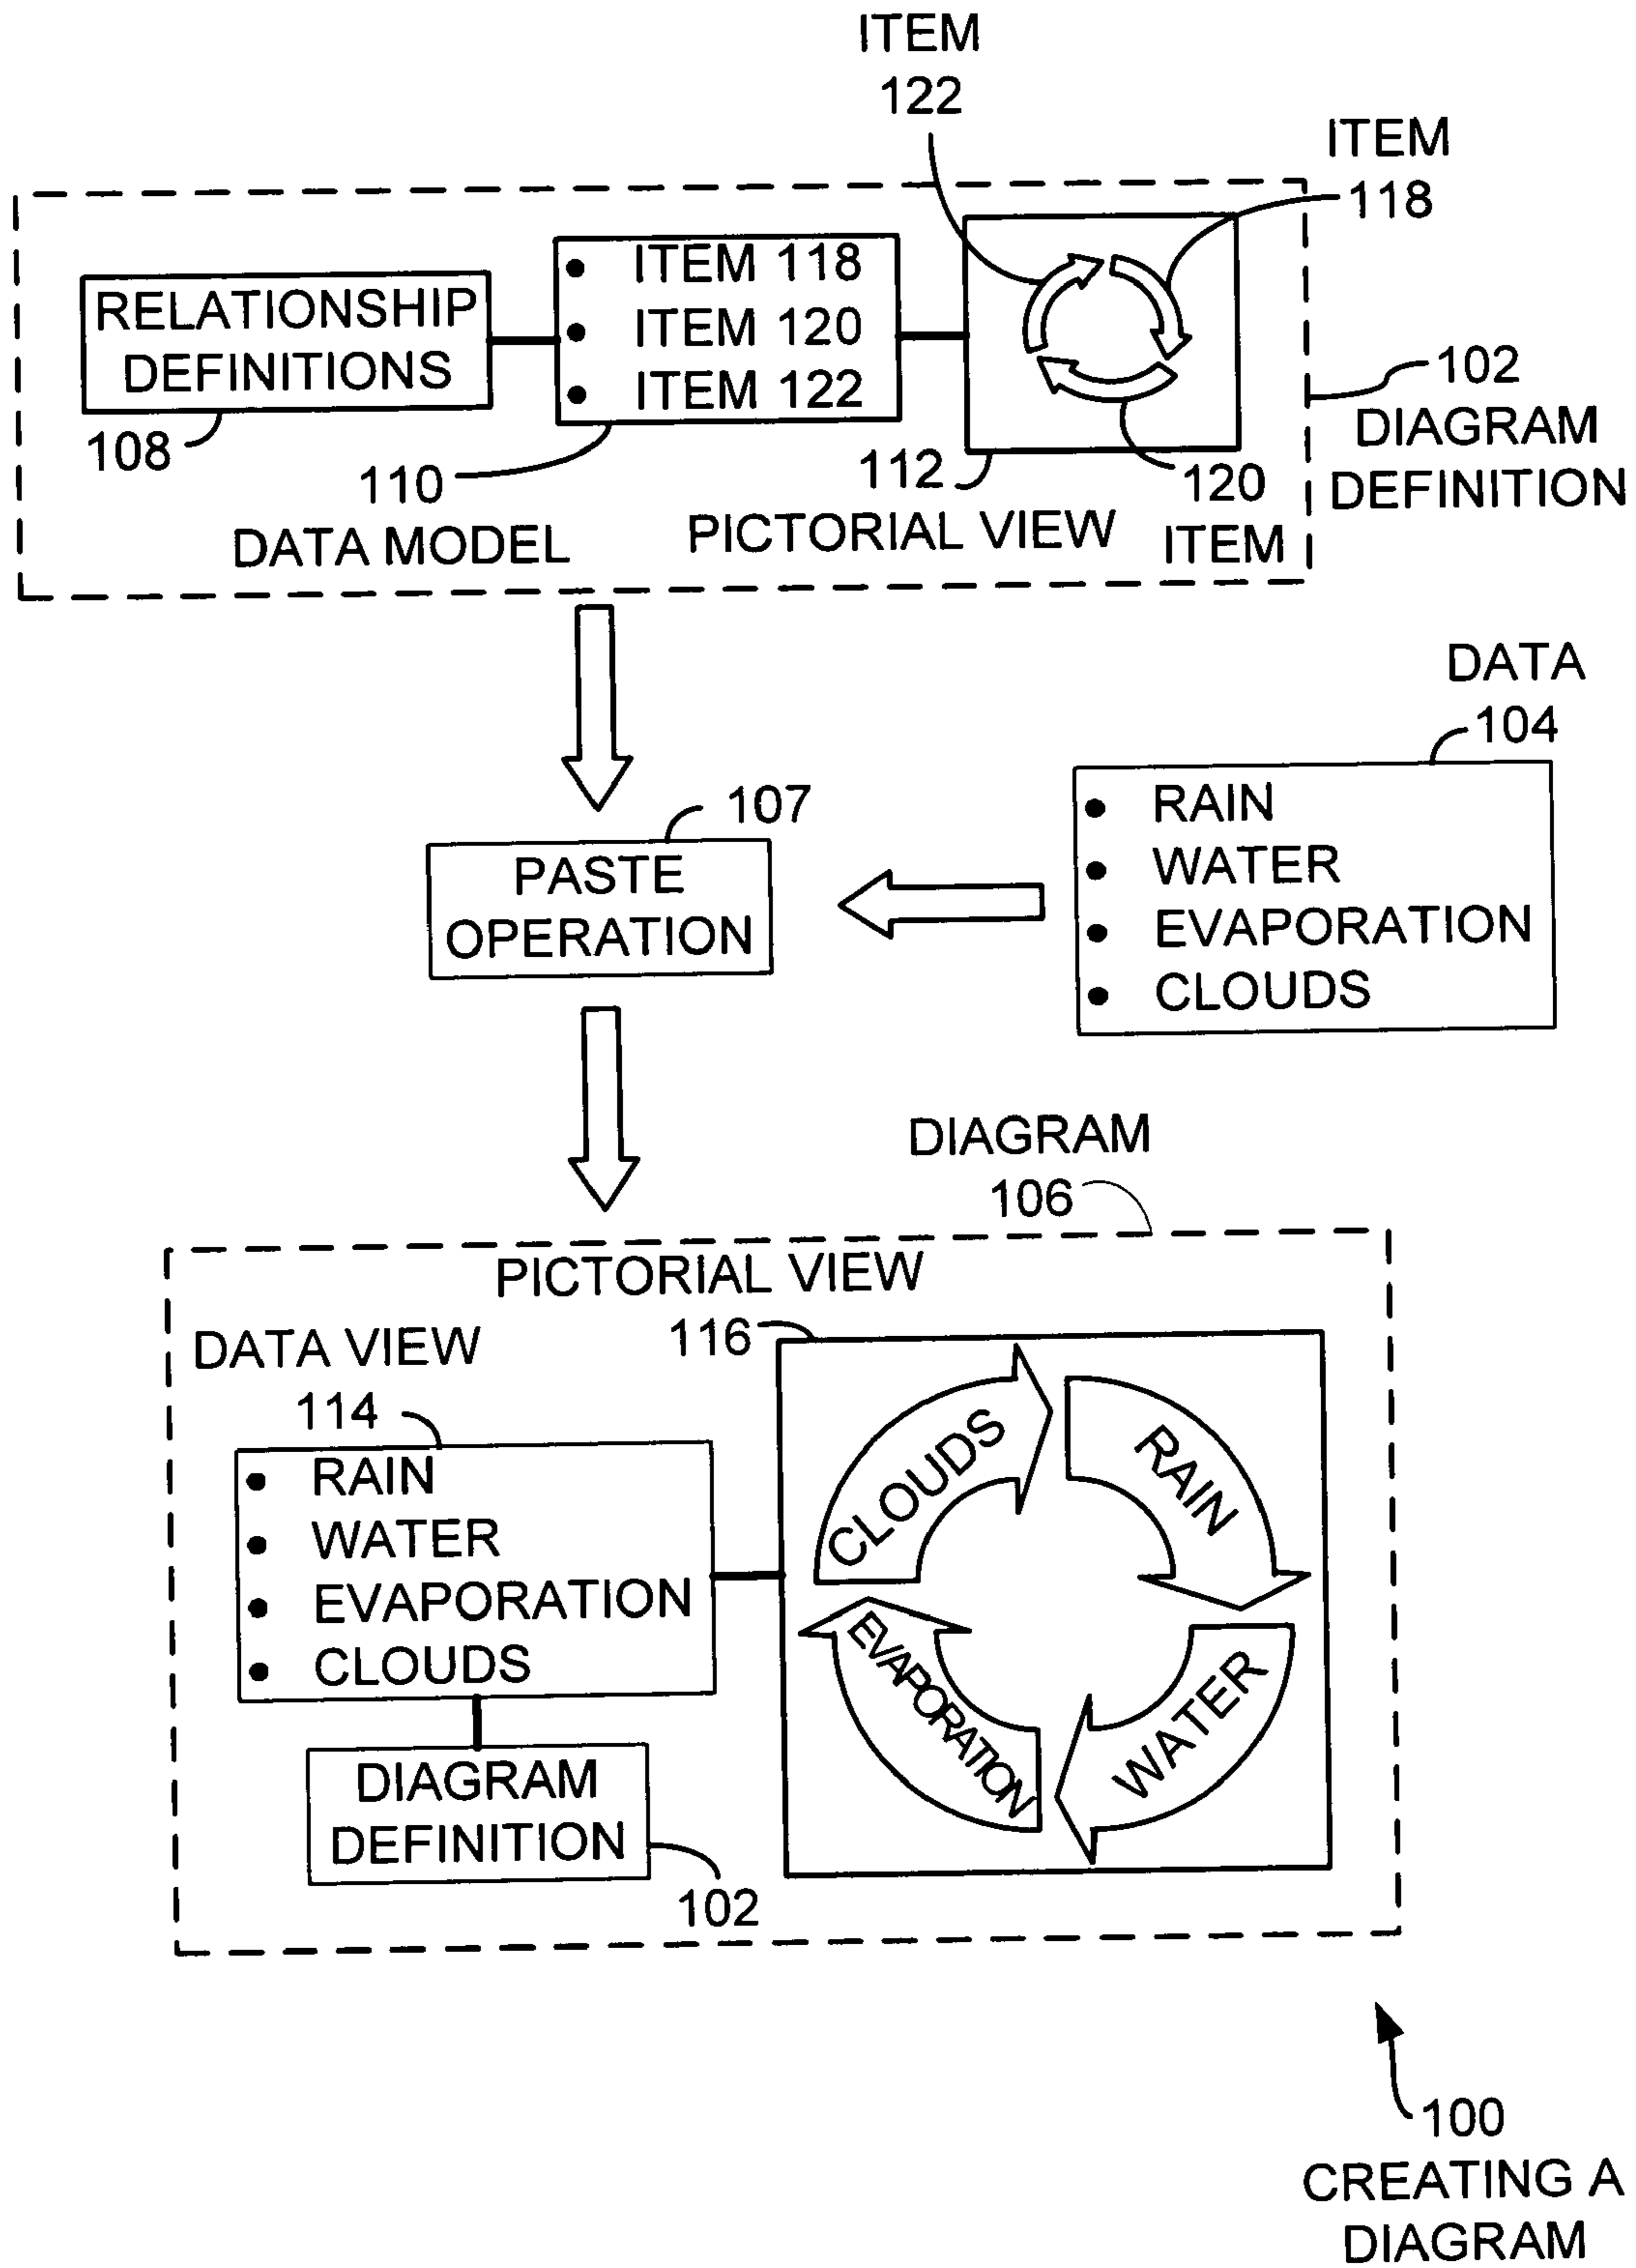 ITEM
122
ITEM
118
RELATIONSHIP
DEFINITIONS
108
• ITEM 118
• ITEM 120
• ITEM 122
110
DATA MODEL
112
PICTORIAL VIEW
120
ITEM
102
DIAGRAM
DEFINITION
DATA
104
• RAIN
• WATER
• EVAPORATION
• CLOUDS
107
PASTE
OPERATION
DIAGRAM
106
PICTORIAL VIEW
116
DATA VIEW
114
• RAIN
• WATER
• EVAPORATION
• CLOUDS
CLOUDS
RAIN
EVAPORATION
WATER
DIAGRAM
DEFINITION
102
100
CREATING A
DIAGRAM